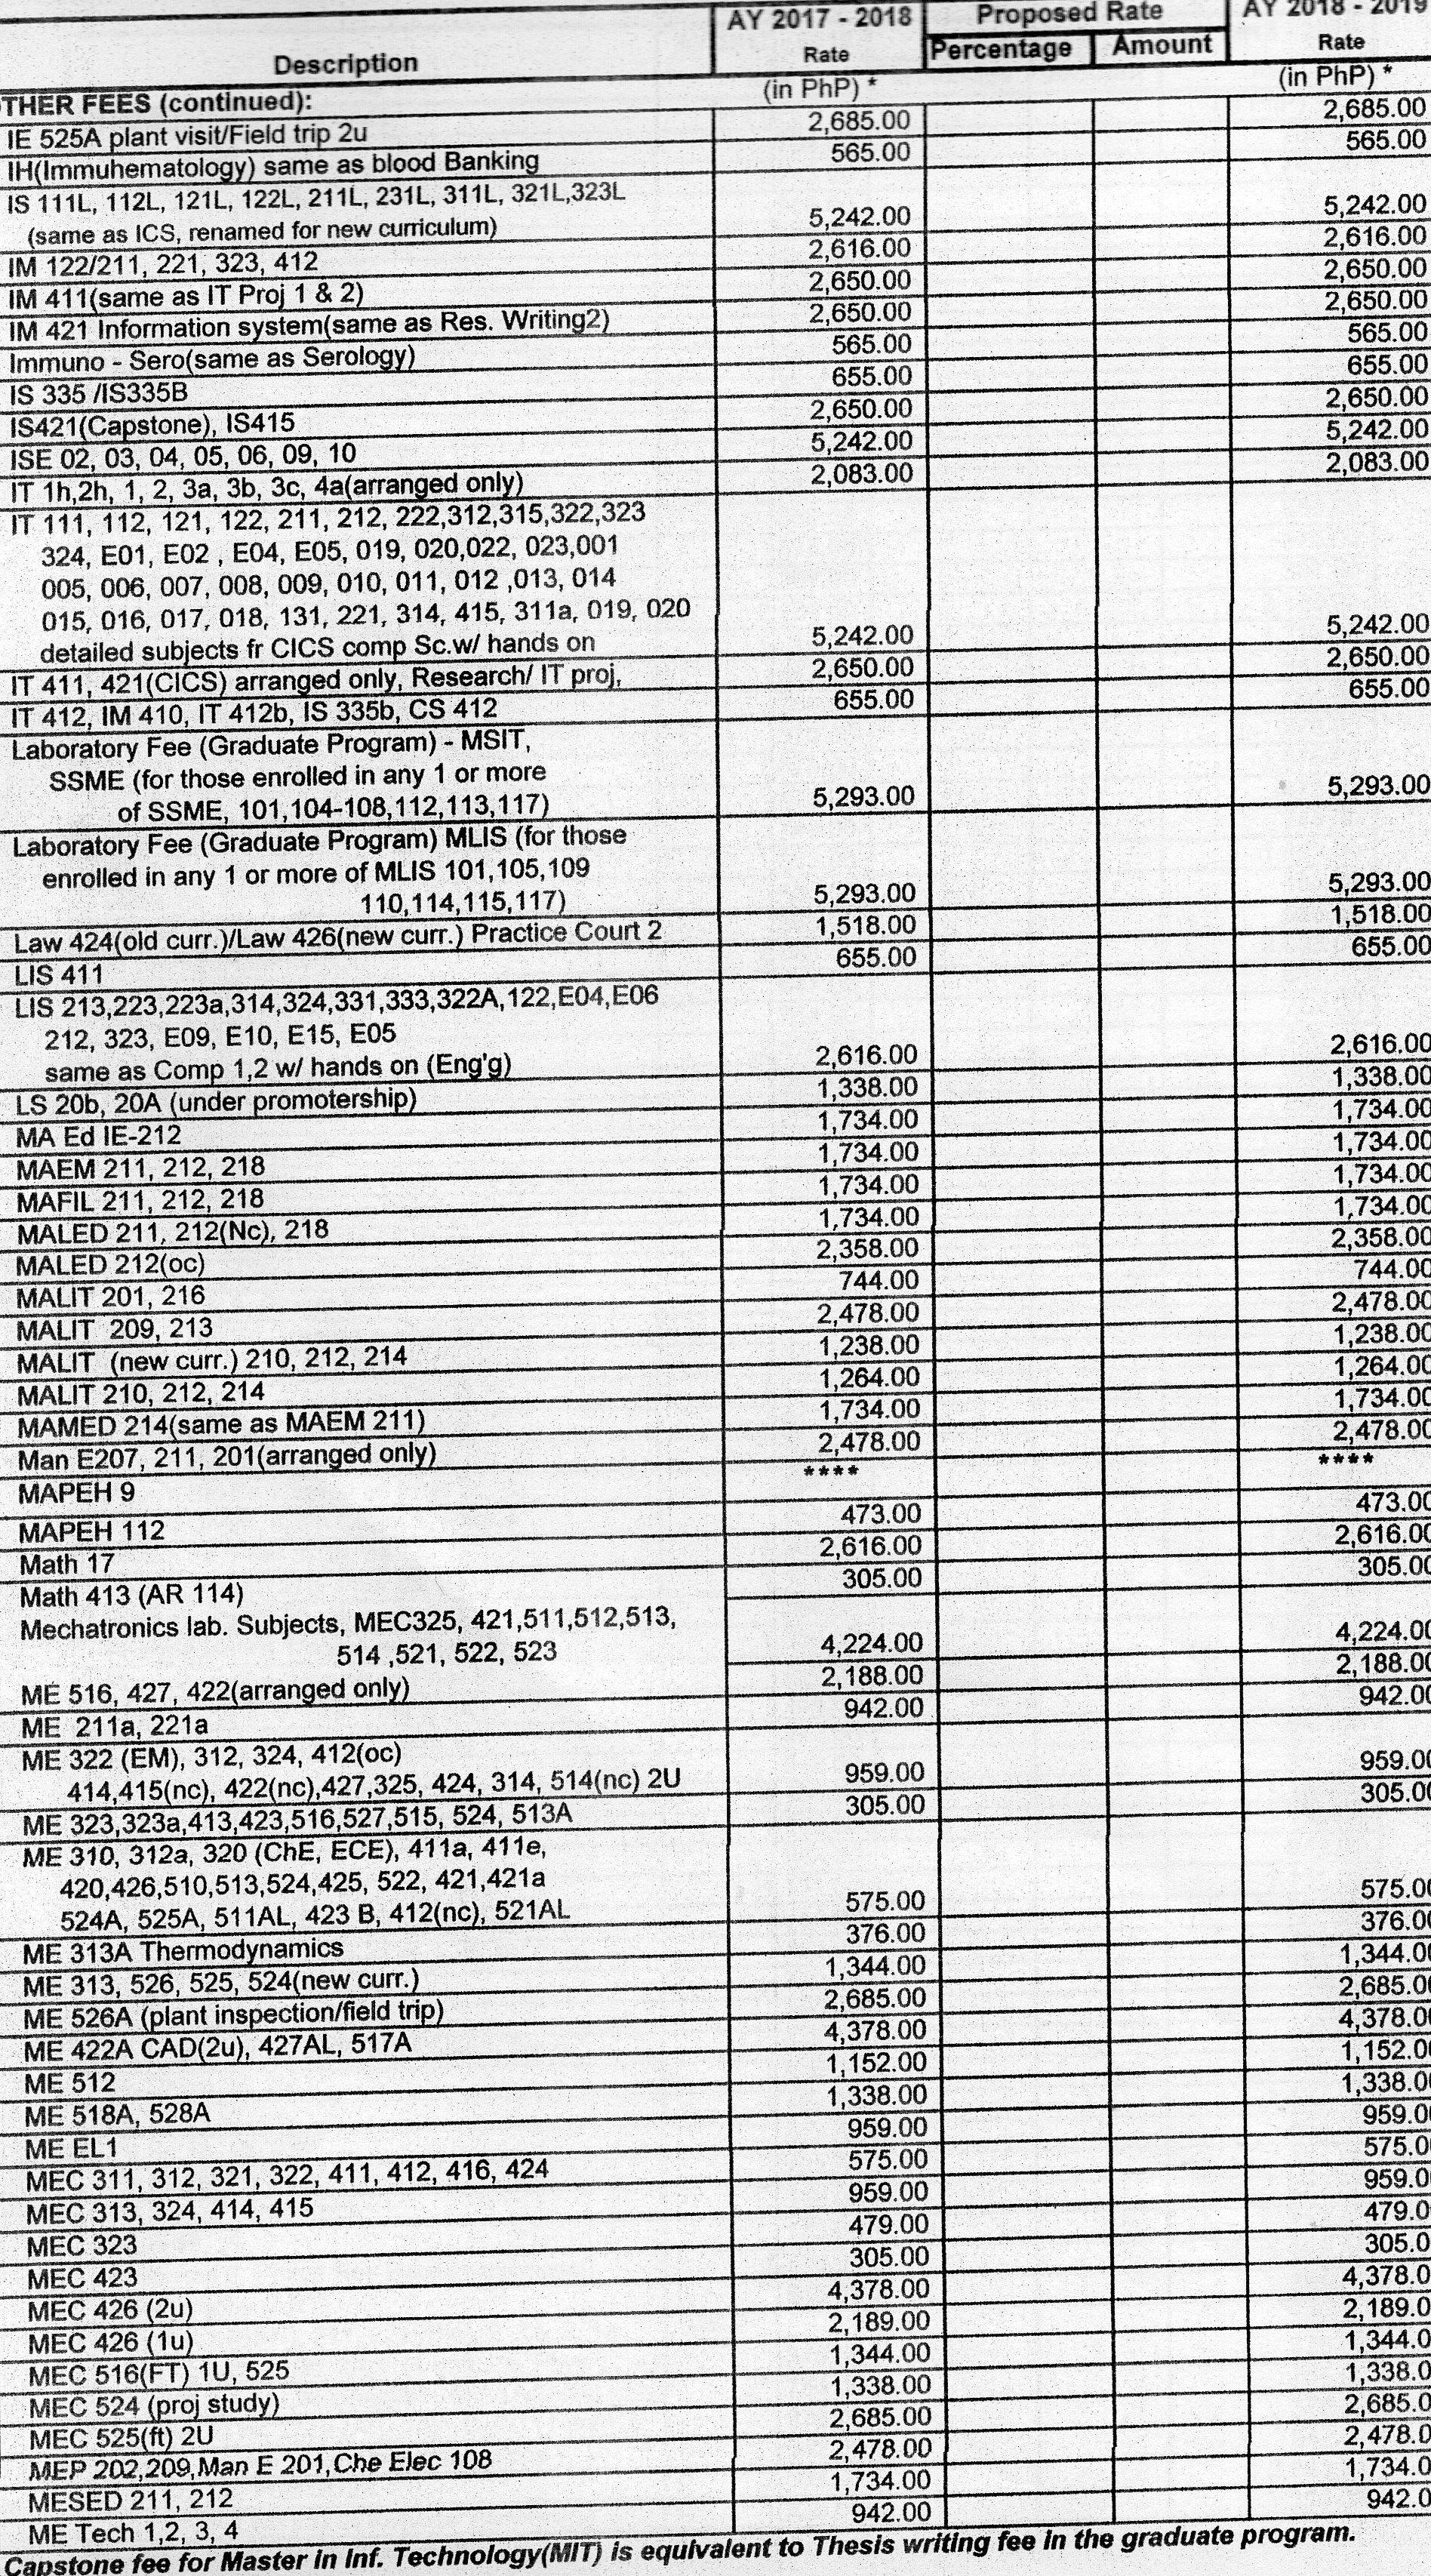 AY 2017 - 2018 Proposed Rate AY 2018 - 2019
Description Rate Percentage Amount Rate
(in PhP) * (in PhP) *
THER FEES (continued):
IE 525A plant visit/Field trip 2u 2,685.00 2,685.00
IH(Immuhematology) same as blood Banking 565.00 565.00
IS 111L, 112L, 121L, 122L, 211L, 231L, 311L, 321L,323L
(same as ICS, renamed for new curriculum) 5,242.00 5,242.00
IM 122/211, 221, 323, 412 2,616.00 2,616.00
IM 411(same as IT Proj 1 & 2) 2,650.00 2,650.00
IM 421 Information system(same as Res. Writing2) 2,650.00 2,650.00
Immuno - Sero(same as Serology) 565.00 565.00
IS 335 /IS335B 655.00 655.00
IS421(Capstone), IS415 2,650.00 2,650.00
ISE 02, 03, 04, 05, 06, 09, 10 5,242.00 5,242.00
IT 1h,2h, 1, 2, 3a, 3b, 3c, 4a(arranged only) 2,083.00 2,083.00
IT 111, 112, 121, 122, 211, 212, 222,312,315,322,323
324, E01, E02 , E04, E05, 019, 020,022, 023,001
005, 006, 007, 008, 009, 010, 011, 012 ,013, 014
015, 016, 017, 018, 131, 221, 314, 415, 311a, 019, 020
detailed subjects fr CICS comp Sc.w/ hands on 5,242.00 5,242.00
IT 411, 421(CICS) arranged only, Research/ IT proj, 2,650.00 2,650.00
IT 412, IM 410, IT 412b, IS 335b, CS 412 655.00 655.00
Laboratory Fee (Graduate Program) - MSIT,
SSME (for those enrolled in any 1 or more
of SSME, 101,104-108,112,113,117) 5,293.00 5,293.00
Laboratory Fee (Graduate Program) MLIS (for those
enrolled in any 1 or more of MLIS 101,105,109
110,114,115,117) 5,293.00 5,293.00
Law 424(old curr.)/Law 426(new curr.) Practice Court 2 1,518.00 1,518.00
LIS 411 655.00 655.00
LIS 213,223,223a,314,324,331,333,322A,122,E04,E06
212, 323, E09, E10, E15, E05
same as Comp 1,2 w/ hands on (Eng'g) 2,616.00 2,616.00
LS 20b, 20A (under promotership) 1,338.00 1,338.00
MA Ed IE-212 1,734.00 1,734.00
MAEM 211, 212, 218 1,734.00 1,734.00
MAFIL 211, 212, 218 1,734.00 1,734.00
MALED 211, 212(Nc), 218 1,734.00 1,734.00
MALED 212(oc) 2,358.00 2,358.00
MALIT 201, 216 744.00 744.00
MALIT 209, 213 2,478.00 2,478.00
MALIT (new curr.) 210, 212, 214 1,238.00 1,238.00
MALIT 210, 212, 214 1,264.00 1,264.00
MAMED 214(same as MAEM 211) 1,734.00 1,734.00
Man E207, 211, 201(arranged only) 2,478.00 2,478.00
MAPEH 9 **** ****
MAPEH 112 473.00 473.00
Math 17 2,616.00 2,616.00
Math 413 (AR 114) 305.00 305.00
Mechatronics lab. Subjects, MEC325, 421,511,512,513,
514 ,521, 522, 523 4,224.00 4,224.00
ME 516, 427, 422(arranged only) 2,188.00 2,188.00
ME 211a, 221a 942.00 942.00
ME 322 (EM), 312, 324, 412(oc)
414,415(nc), 422(nc),427,325, 424, 314, 514(nc) 2U 959.00 959.00
ME 323,323a,413,423,516,527,515, 524, 513A 305.00 305.00
ME 310, 312a, 320 (ChE, ECE), 411a, 411e,
420,426,510,513,524,425, 522, 421,421a
524A, 525A, 511AL, 423 B, 412(nc), 521AL 575.00 575.00
ME 313A Thermodynamics 376.00 376.00
ME 313, 526, 525, 524(new curr.) 1,344.00 1,344.00
ME 526A (plant inspection/field trip) 2,685.00 2,685.00
ME 422A CAD(2u), 427AL, 517A 4,378.00 4,378.00
ME 512 1,152.00 1,152.00
ME 518A, 528A 1,338.00 1,338.00
ME EL1 959.00 959.00
MEC 311, 312, 321, 322, 411, 412, 416, 424 575.00 575.0
MEC 313, 324, 414, 415 959.00 959.0
MEC 323 479.00 479.0
MEC 423 305.00 305.0
MEC 426 (2u) 4,378.00 4,378.0
MEC 426 (1u) 2,189.00 2,189.0
MEC 516(FT) 1U, 525 1,344.00 1,344.0
MEC 524 (proj study) 1,338.00 1,338.0
MEC 525(ft) 2U 2,685.00 2,685.0
MEP 202,209,Man E 201,Che Elec 108 2,478.00 2,478.0
MESED 211, 212 1,734.00 1,734.0
ME Tech 1,2, 3, 4 942.00 942.0
Capstone fee for Master in Inf. Technology(MIT) is equivalent to Thesis writing fee in the graduate program.